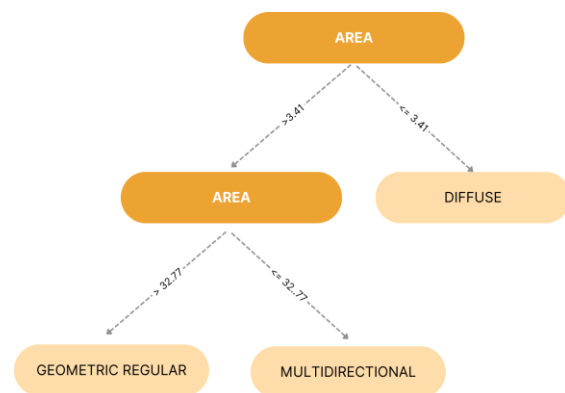 AREA
>3.41
<= 3.41
AREA
DIFFUSE
> 32.77
<= 32..77
GEOMETRIC REGULAR
MULTIDIRECTIONAL